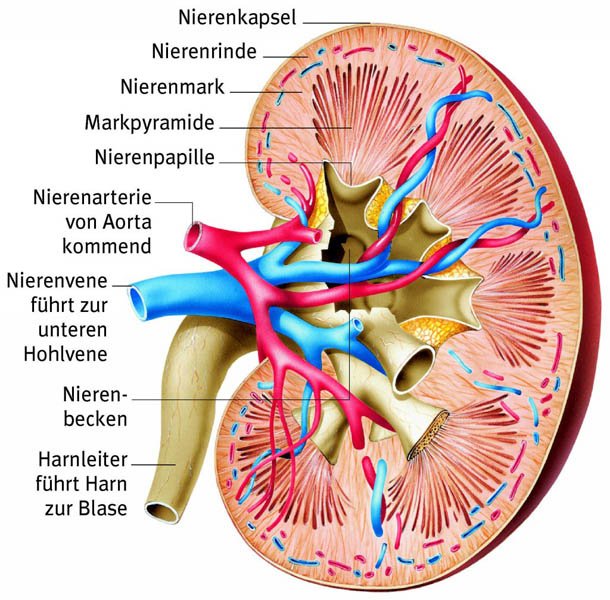 Nierenkapsel
Nierenrinde
Nierenmark
Markpyramide
Nierenpapille
Nierenarterie
von Aorta
kommend
Nierenvene
führt zur
unteren
Hohlvene
Nieren-
becken
Harnleiter
führt Harn
zur Blase